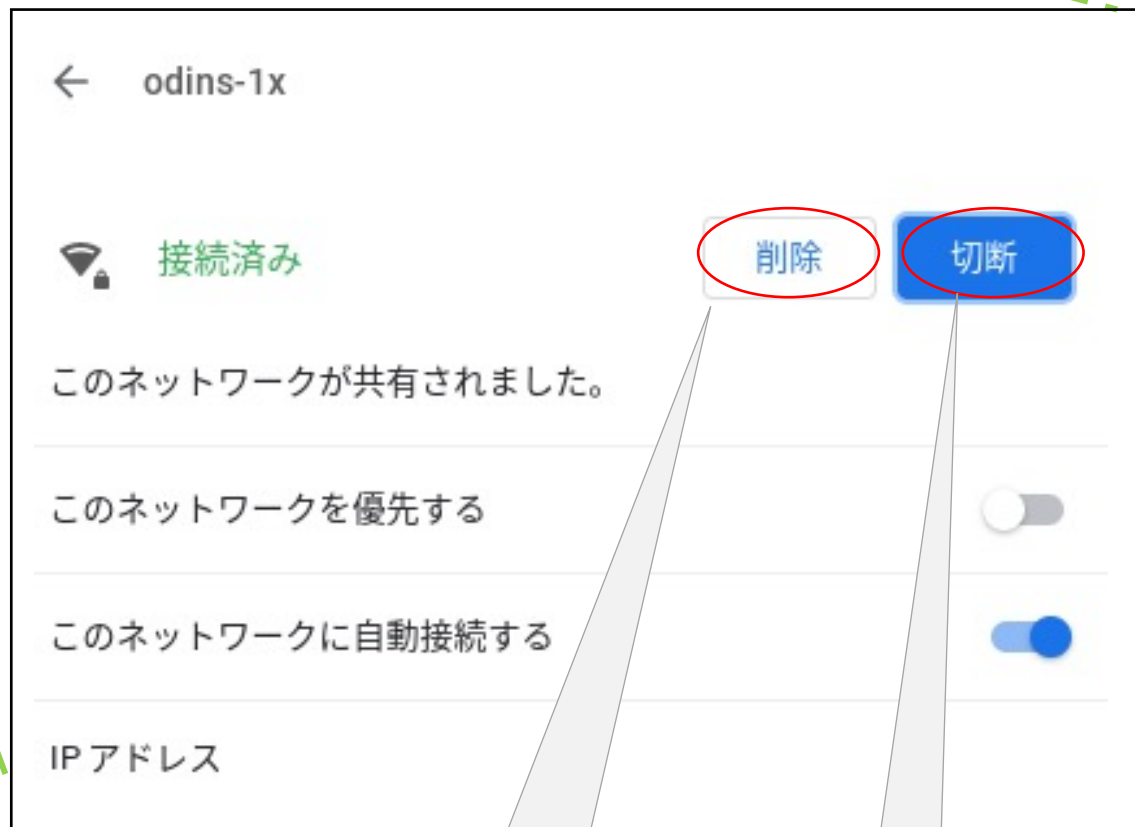 odins-1x
接続済み
削除
切断
このネットワークが共有されました。
このネットワークを優先する
このネットワークに自動接続する
IP アドレス